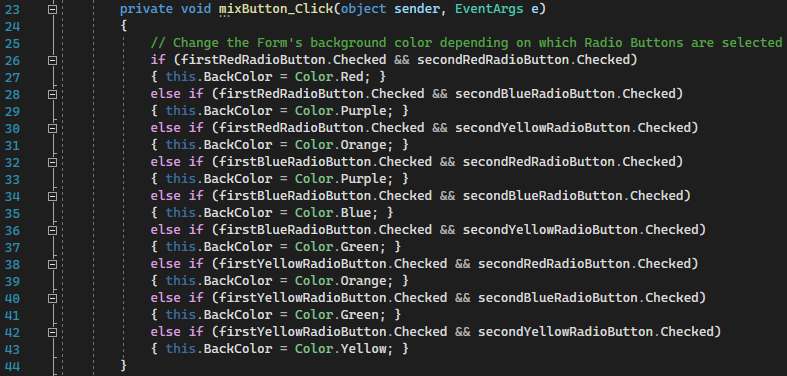 23 private void mixButton_Click(object sender, EventArgs e)
24 {
25 // Change the Form's background color depending on which Radio Buttons are selected
26 if (firstRedRadioButton.Checked && secondRedRadioButton.Checked)
27 { this.BackColor = Color.Red; }
28 else if (firstRedRadioButton.Checked && secondBlueRadioButton.Checked)
29 { this.BackColor = Color.Purple; }
30 else if (firstRedRadioButton.Checked && secondYellowRadioButton.Checked)
31 { this.BackColor = Color.Orange; }
32 else if (firstBlueRadioButton.Checked && secondRedRadioButton.Checked)
33 { this.BackColor = Color.Purple; }
34 else if (firstBlueRadioButton.Checked && secondBlueRadioButton.Checked)
35 { this.BackColor = Color.Blue; }
36 else if (firstBlueRadioButton.Checked && secondYellowRadioButton.Checked)
37 { this.BackColor = Color.Green; }
38 else if (firstYellowRadioButton.Checked && secondRedRadioButton.Checked)
39 { this.BackColor = Color.Orange; }
40 else if (firstYellowRadioButton.Checked && secondBlueRadioButton.Checked)
41 { this.BackColor = Color.Green; }
42 else if (firstYellowRadioButton.Checked && secondYellowRadioButton.Checked)
43 { this.BackColor = Color.Yellow; }
44 }